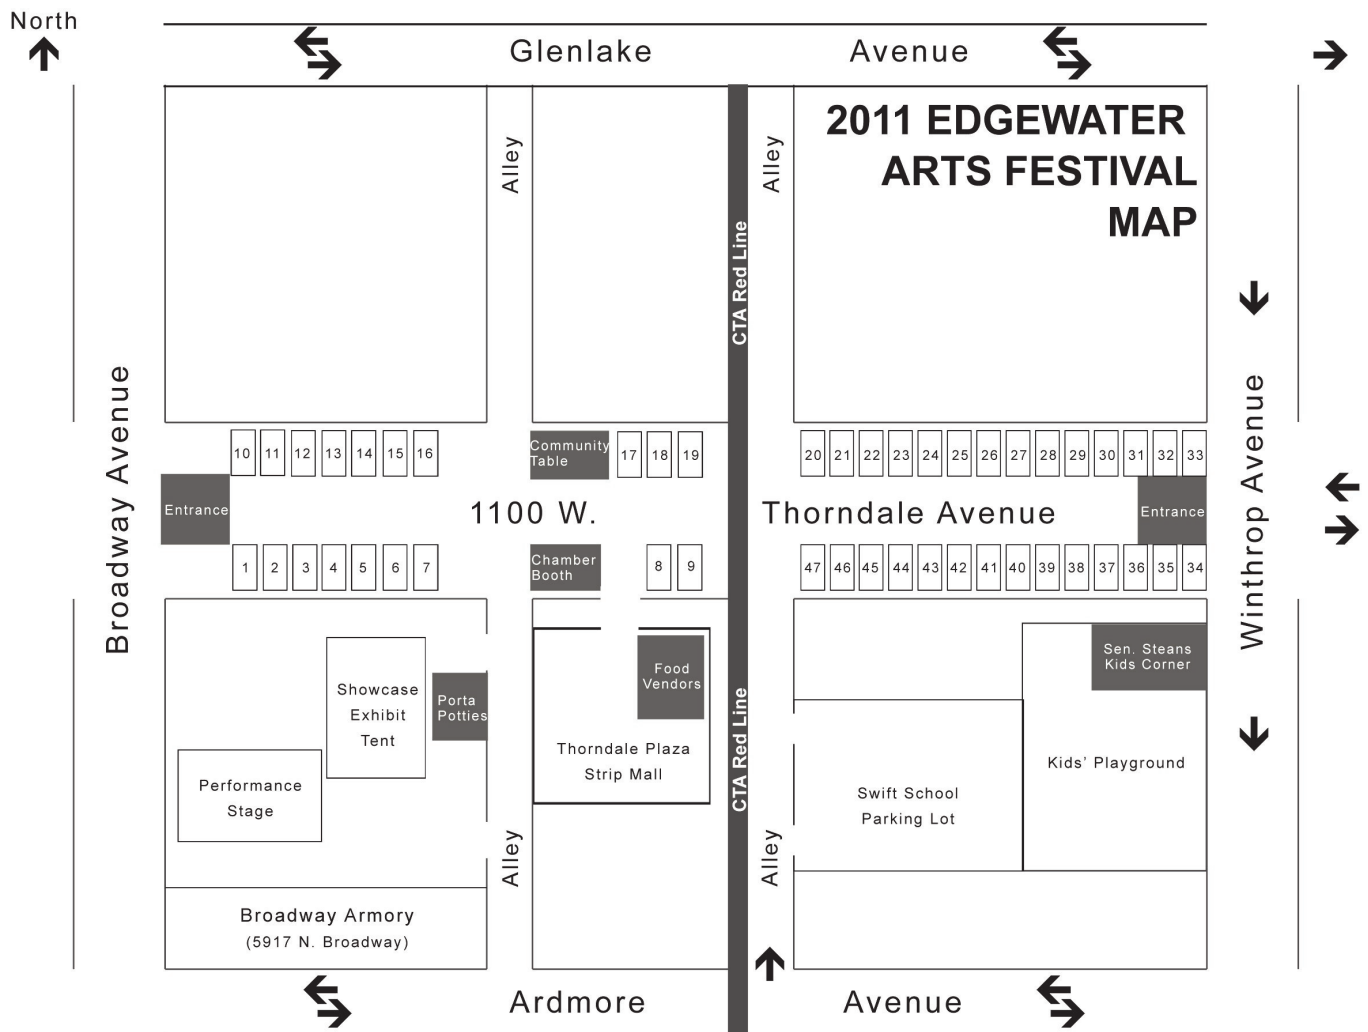 North
Glenlake Avenue
2011 EDGEWATER
ARTS FESTIVAL
MAP
Alley
Alley
CTA Red Line
Broadway Avenue
Winthrop Avenue
10 11 12 13 14 15 16
Community
Table
17 18 19
20 21 22 23 24 25 26 27 28 29 30 31 32 33
Entrance
1100 W. Thorndale Avenue
Entrance
1 2 3 4 5 6 7
Chamber
Booth
8 9
47 46 45 44 43 42 41 40 39 38 37 36 35 34
Showcase
Exhibit
Tent
Porta
Potties
Food
Vendors
Sen. Steans
Kids Corner
CTA Red Line
Performance
Stage
Thorndale Plaza
Strip Mall
Swift School
Parking Lot
Kids' Playground
Alley
Alley
Broadway Armory
(5917 N. Broadway)
Ardmore Avenue